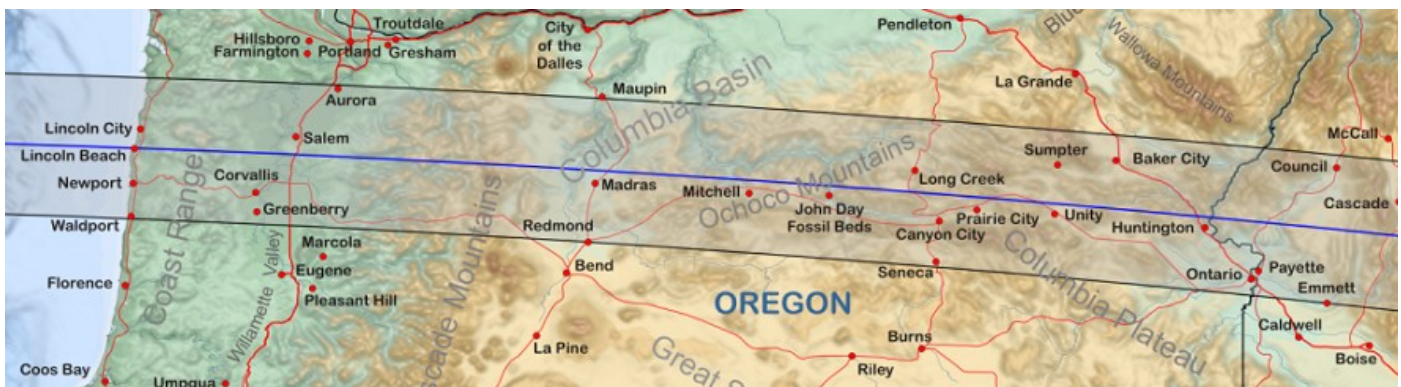 Troutdale
Hillsboro
Farmington
Portland
Gresham
City
of the
Dalles
Pendleton
Blue
Wallowa Mountains
La Grande
Aurora
Maupin
Columbia Basin
Lincoln City
Salem
McCall
Lincoln Beach
Sumpter
Baker City
Council
Newport
Corvallis
Coast Range
Madras
Mitchell
Ochoco Mountains
Long Creek
Waldport
Greenberry
Redmond
John Day
Fossil Beds
Prairie City
Canyon City
Unity
Huntington
Cascade
Marcola
Willamette Valley
Eugene
Bend
Seneca
Columbia Plateau
Ontario
Payette
Florence
Pleasant Hill
OREGON
Emmett
Cascade Mountains
Burns
Caldwell
La Pine
Great S
Riley
Boise
Coos Bay
Umpqua